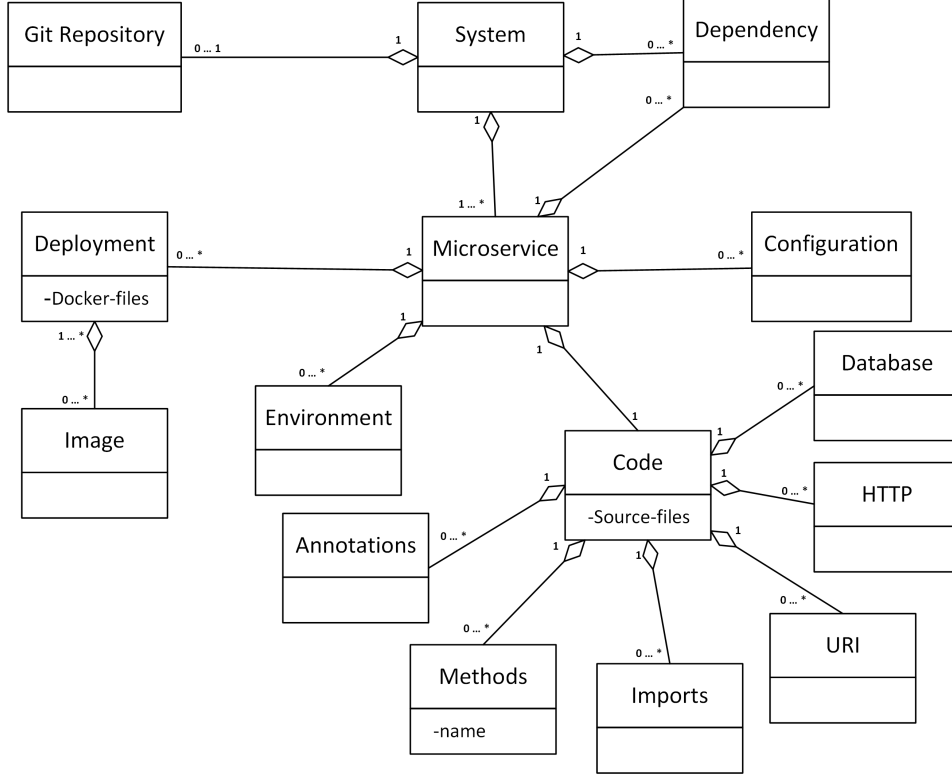 Git Repository
System
Dependency
0 ... 1
1
1
0 ... *
1
0 ... *
1 ... *
1
Deployment
Microservice
Configuration
0 ... *
1
1
0 ... *
-Docker-files
1 ... *
1
1
0 ... *
0 ... *
Image
Environment
1
Database
0 ... *
1
Code
-Source-files
HTTP
1
0 ... *
Annotations
1
0 ... *
1
1
1
0 ... *
0 ... *
0 ... *
Methods
-name
Imports
URI